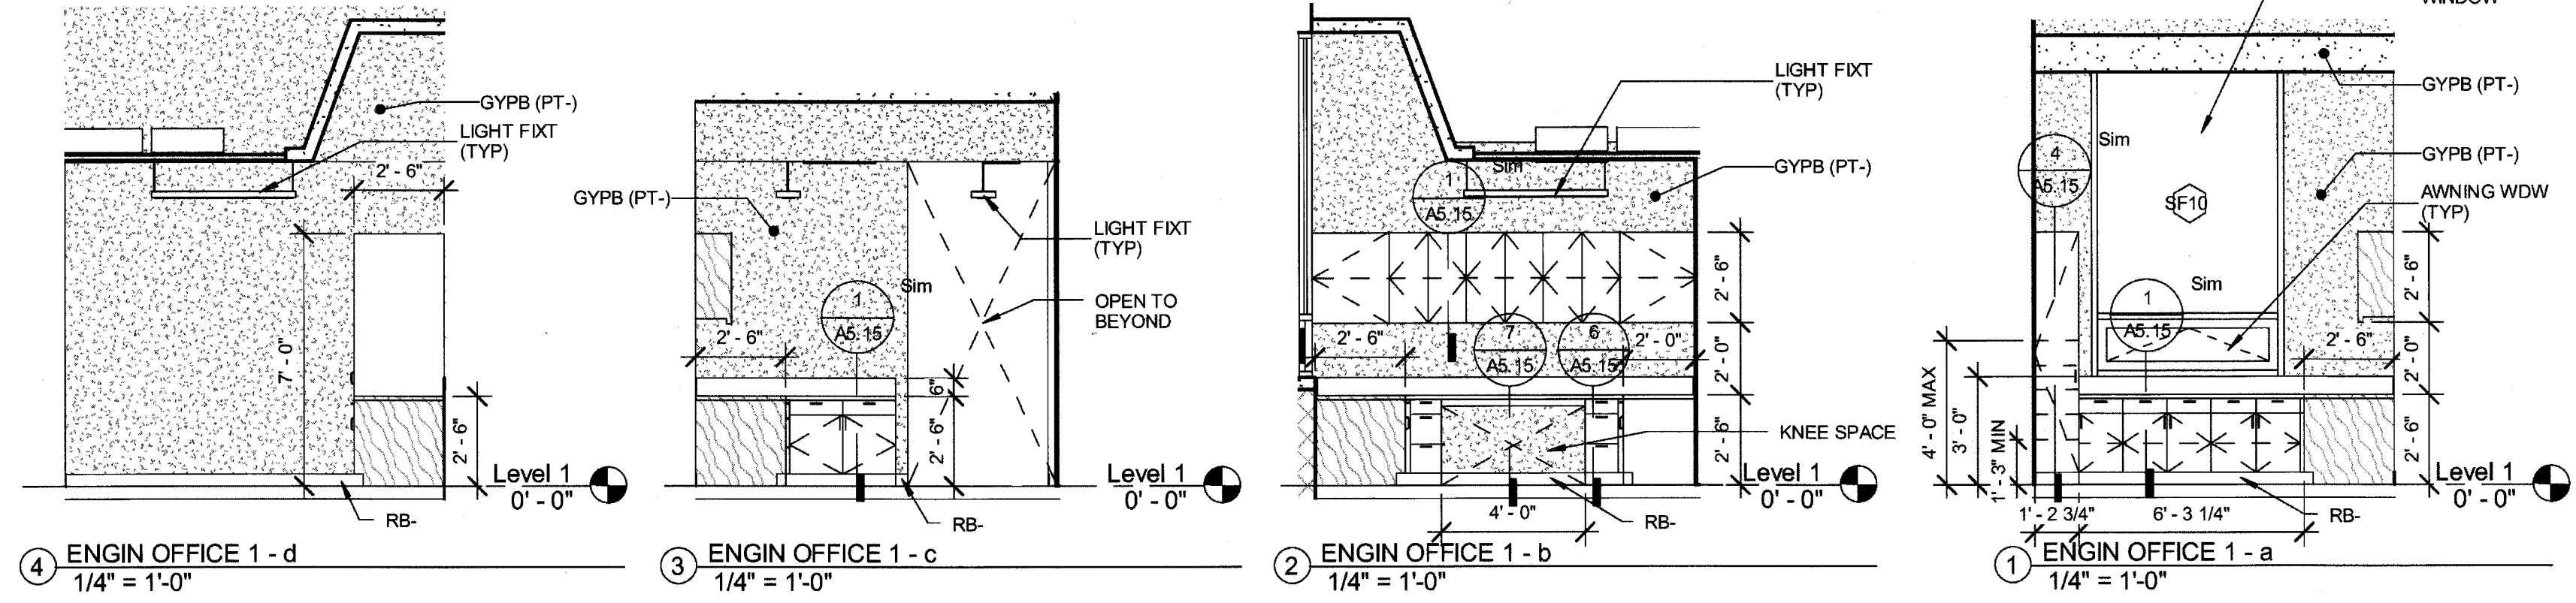 GYPB (PT-)
LIGHT FIXT
(TYP)
2' - 6"
7' - 0"
2' - 6"
Level 1
0' - 0"
RB-
4 ENGIN OFFICE 1 - d
1/4" = 1'-0"
GYPB (PT-)
LIGHT FIXT
(TYP)
1
A5.15
Sim
OPEN TO
BEYOND
2' - 6"
6"
2' - 6"
Level 1
0' - 0"
RB-
3 ENGIN OFFICE 1 - c
1/4" = 1'-0"
LIGHT FIXT
(TYP)
GYPB (PT-)
1
A5.15
Sim
2' - 6"
2' - 6"
7
A5.15
6
A5.15
2' - 0"
2' - 0"
KNEE SPACE
2' - 6"
Level 1
0' - 0"
4' - 0"
RB-
2 ENGIN OFFICE 1 - b
1/4" = 1'-0"
WINDOW
GYPB (PT-)
4
A5.15
Sim
GYPB (PT-)
AWNING WDW
(TYP)
SF10
1
A5.15
Sim
2' - 6"
2' - 6"
2' - 0"
4' - 0" MAX
3' - 0"
1' - 3" MIN
2' - 6"
Level 1
0' - 0"
1' - 2 3/4"
6' - 3 1/4"
RB-
1 ENGIN OFFICE 1 - a
1/4" = 1'-0"